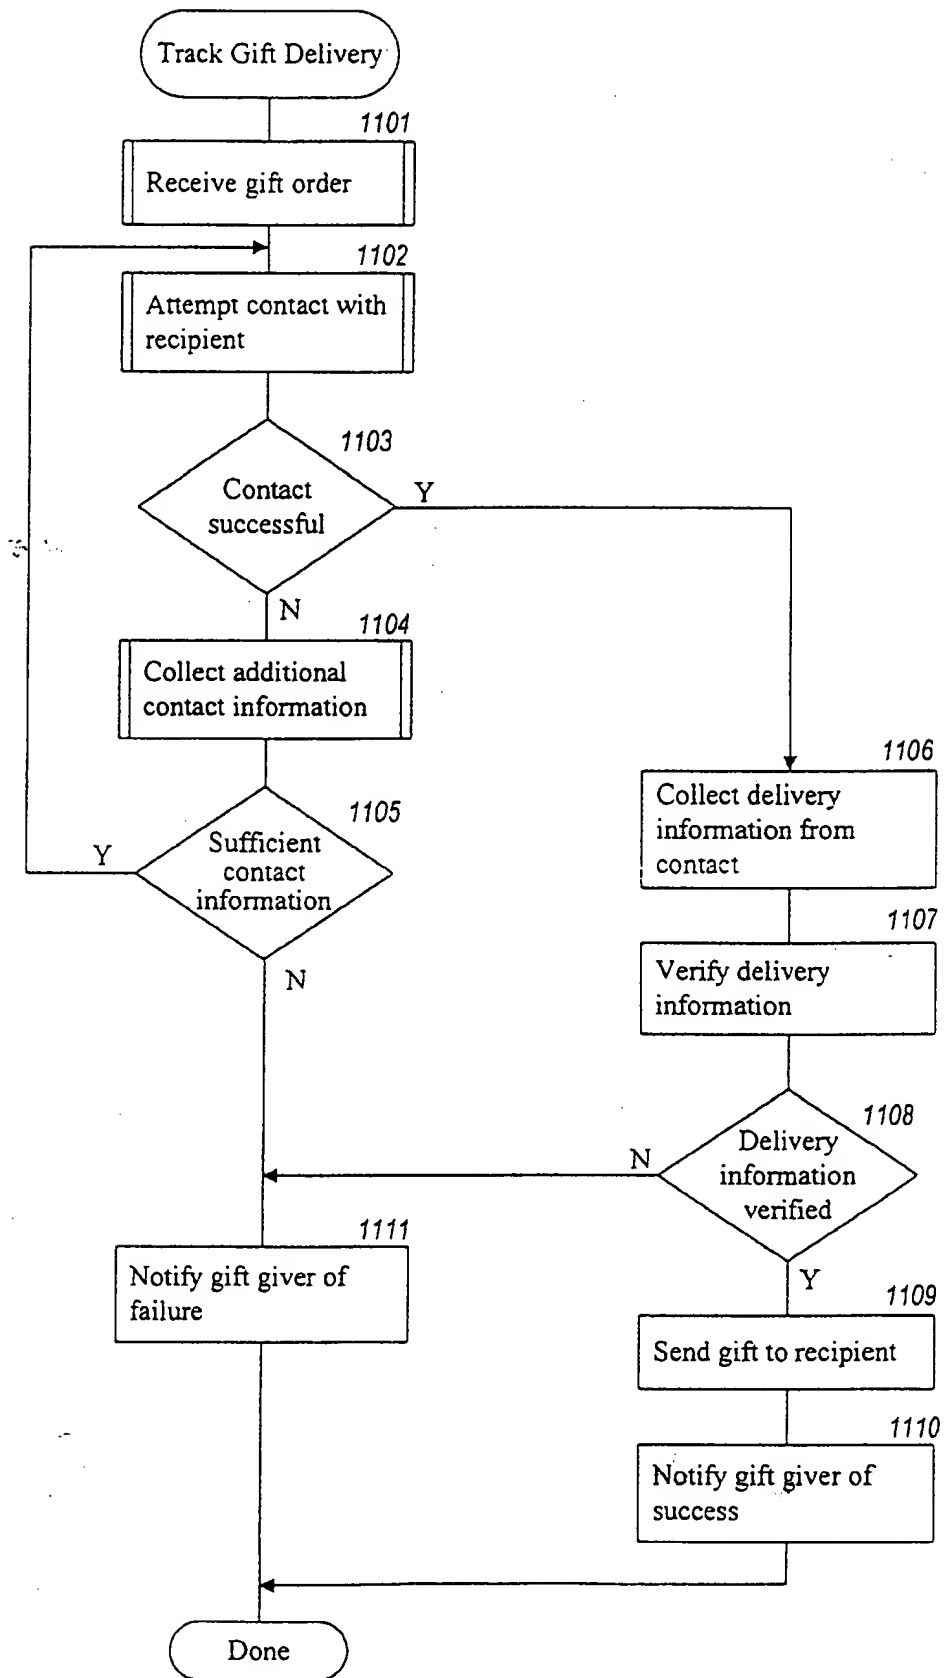 Track Gift Delivery
1101
Receive gift order
1102
Attempt contact with
recipient
1103
Contact
successful
Y
N
1104
Collect additional
contact information
1105
Sufficient
contact
information
Y
N
1106
Collect delivery
information from
contact
1107
Verify delivery
information
1108
Delivery
information
verified
N
Y
1109
Send gift to recipient
1110
Notify gift giver of
success
1111
Notify gift giver of
failure
Done